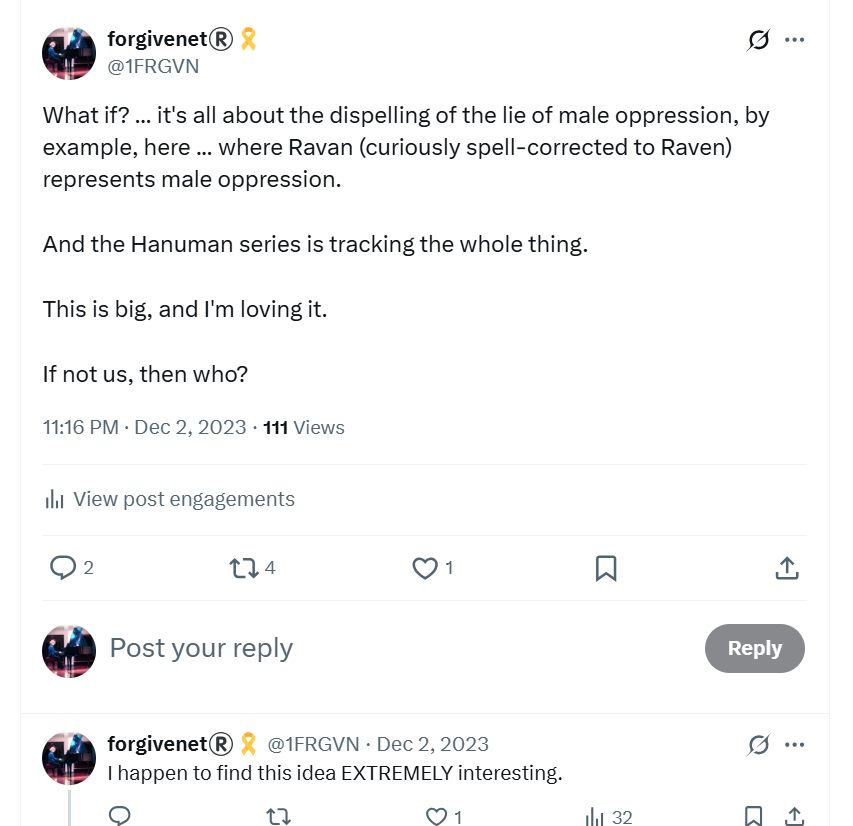 forgivenet®🎗
@1FRGVN
What if? ... it's all about the dispelling of the lie of male oppression, by
example, here ... where Ravan (curiously spell-corrected to Raven)
represents male oppression.
And the Hanuman series is tracking the whole thing.
This is big, and I'm loving it.
If not us, then who?
11:16 PM · Dec 2, 2023 · 111 Views
View post engagements
2 4 1
Post your reply
Reply
forgivenet®🎗 @1FRGVN · Dec 2, 2023
I happen to find this idea EXTREMELY interesting.
1 32